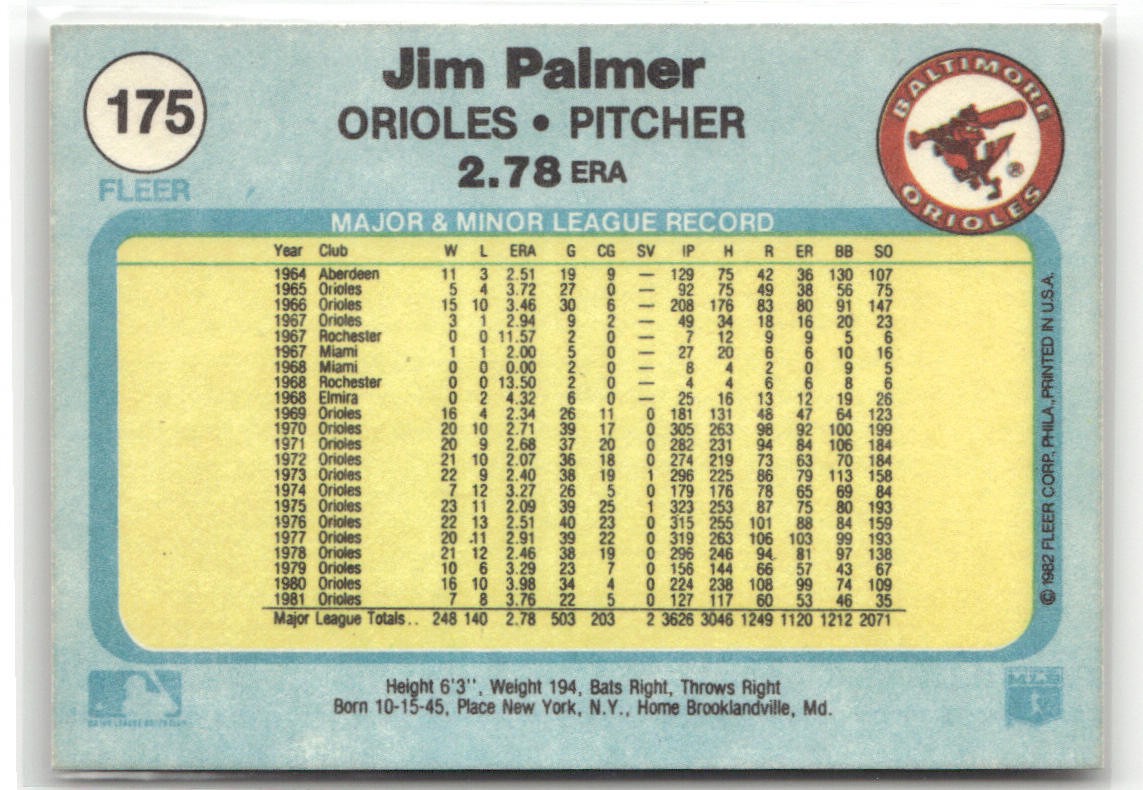 175
FLEER
Jim Palmer
ORIOLES • PITCHER
2.78 ERA
BALTIMORE
ORIOLES
®
MAJOR & MINOR LEAGUE RECORD
Year Club W L ERA G CG SV IP H R ER BB SO
1964 Aberdeen 11 3 2.51 19 9 — 129 75 42 36 130 107
1965 Orioles 5 4 3.72 27 0 — 92 75 49 38 56 75
1966 Orioles 15 10 3.46 30 6 — 208 176 83 80 91 147
1967 Orioles 3 1 2.94 9 2 — 49 34 18 16 20 23
1967 Rochester 0 0 11.57 2 0 — 7 12 9 9 5 6
1967 Miami 1 1 2.00 5 0 — 27 20 6 6 10 16
1968 Miami 0 0 0.00 2 0 — 8 4 2 0 9 5
1968 Rochester 0 0 13.50 2 0 — 4 4 6 6 8 6
1968 Elmira 0 2 4.32 6 0 — 25 16 13 12 19 26
1969 Orioles 16 4 2.34 26 11 0 181 131 48 47 64 123
1970 Orioles 20 10 2.71 39 17 0 305 263 98 92 100 199
1971 Orioles 20 9 2.68 37 20 0 282 231 94 84 106 184
1972 Orioles 21 10 2.07 36 18 0 274 219 73 63 70 184
1973 Orioles 22 9 2.40 38 19 1 296 225 86 79 113 158
1974 Orioles 7 12 3.27 26 5 0 179 176 78 65 69 84
1975 Orioles 23 11 2.09 39 25 1 323 253 87 75 80 193
1976 Orioles 22 13 2.51 40 23 0 315 255 101 88 84 159
1977 Orioles 20 11 2.91 39 22 0 319 263 106 103 99 193
1978 Orioles 21 12 2.46 38 19 0 296 246 94 81 97 138
1979 Orioles 10 6 3.29 23 7 0 156 144 66 57 43 67
1980 Orioles 16 10 3.98 34 4 0 224 238 108 99 74 109
1981 Orioles 7 8 3.76 22 5 0 127 117 60 53 46 35
Major League Totals.. 248 140 2.78 503 203 2 3626 3046 1249 1120 1212 2071
© 1982 FLEER CORP., PHILA., PRINTED IN U.S.A.
Height 6'3'', Weight 194, Bats Right, Throws Right
Born 10-15-45, Place New York, N.Y., Home Brooklandville, Md.
MLB